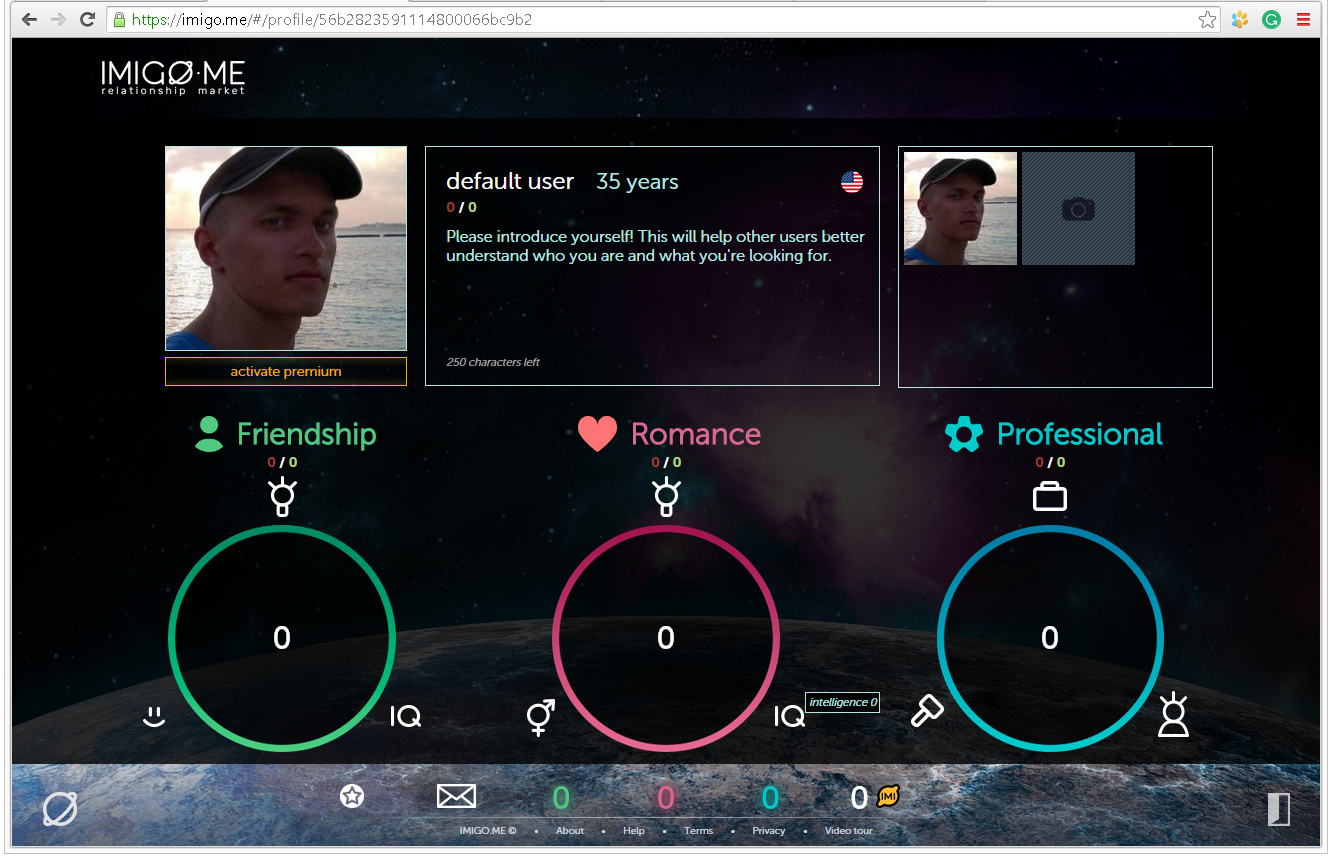 https://imigo.me/#/profile/56b2823591114800066bc9b2
IMIGO·ME
relationship market
default user 35 years
0 / 0
Please introduce yourself! This will help other users better
understand who you are and what you're looking for.
250 characters left
activate premium
Friendship
0 / 0
Romance
0 / 0
Professional
0 / 0
0
0
0
IQ
IQ
intelligence 0
0
0
0
0
IMI
IMIGO.ME © • About • Help • Terms • Privacy • Video tour